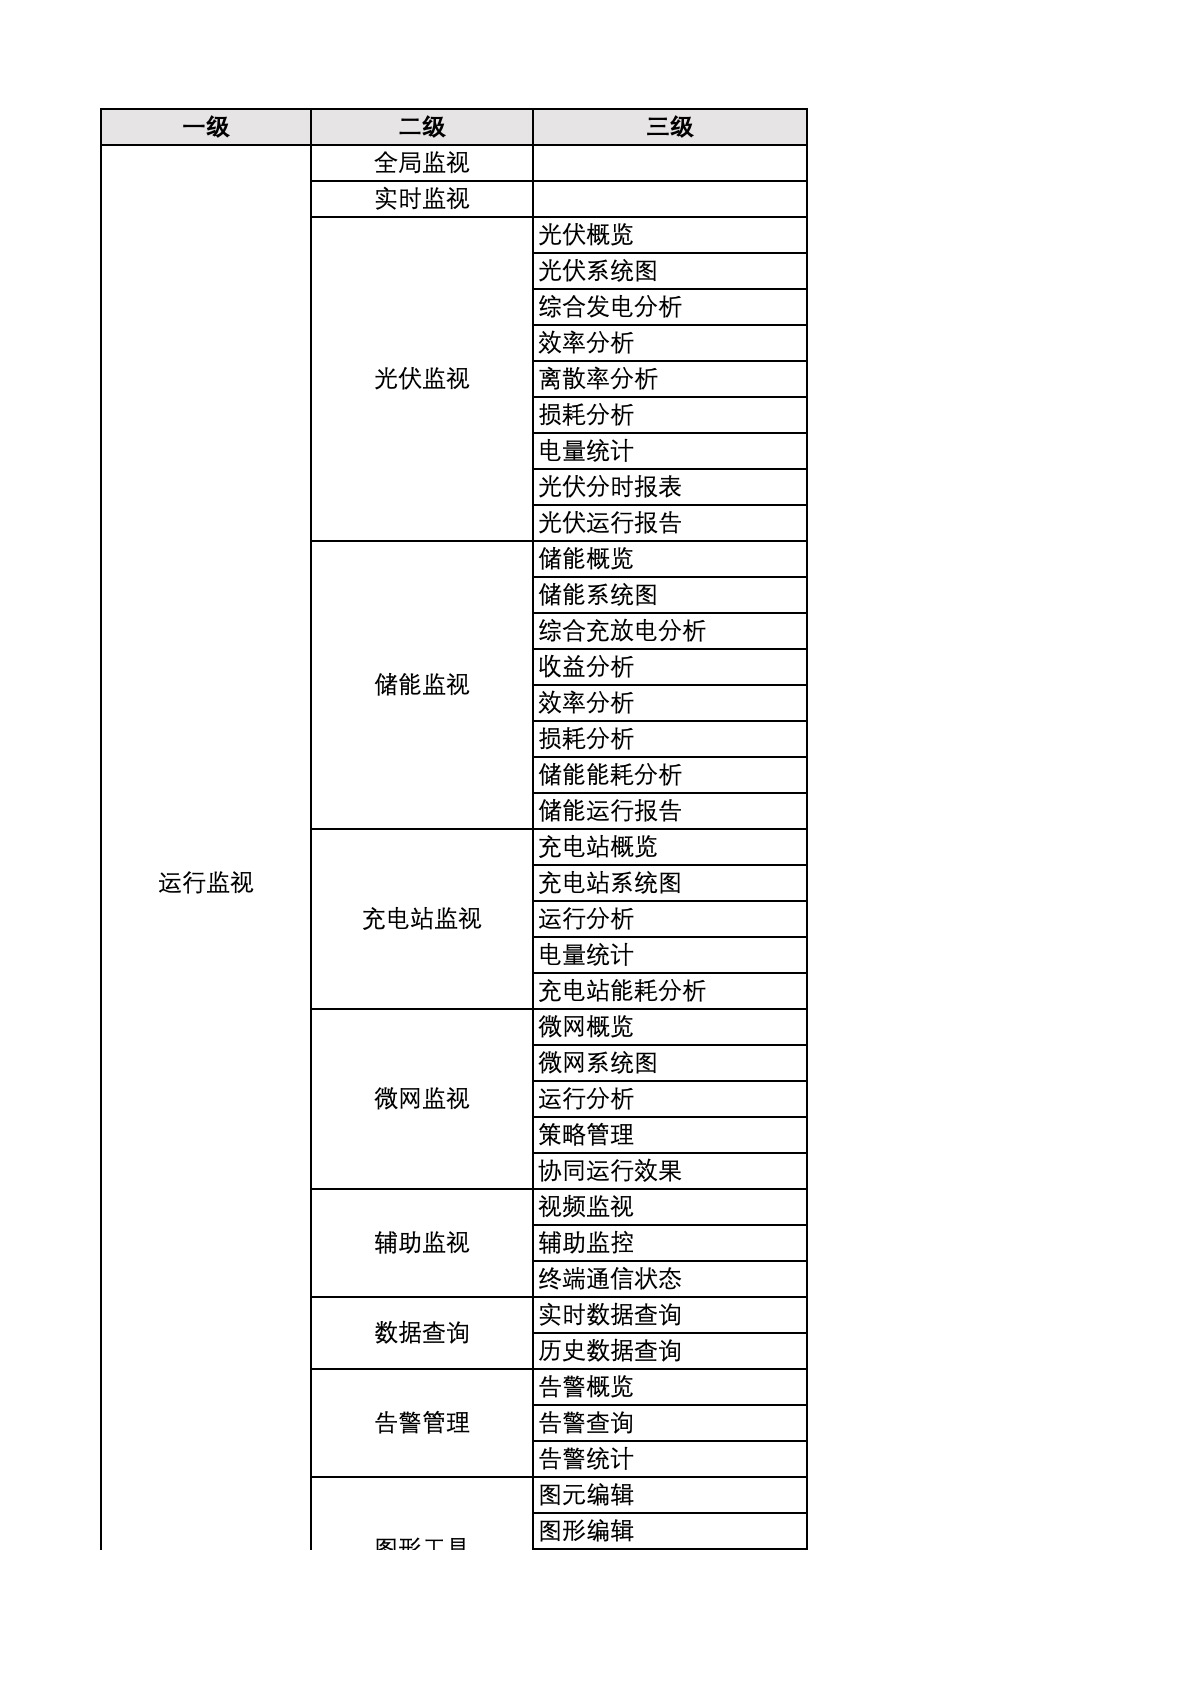 一级 二级 三级
全局监视
实时监视
光伏概览
光伏系统图
综合发电分析
效率分析
光伏监视 离散率分析
损耗分析
电量统计
光伏分时报表
光伏运行报告
储能概览
储能系统图
综合充放电分析
收益分析
储能监视
效率分析
损耗分析
储能能耗分析
储能运行报告
充电站概览
运行监视 充电站系统图
充电站监视 运行分析
电量统计
充电站能耗分析
微网概览
微网系统图
微网监视 运行分析
策略管理
协同运行效果
视频监视
辅助监视 辅助监控
终端通信状态
实时数据查询
数据查询
历史数据查询
告警概览
告警管理 告警查询
告警统计
图元编辑
图形编辑
图形工具